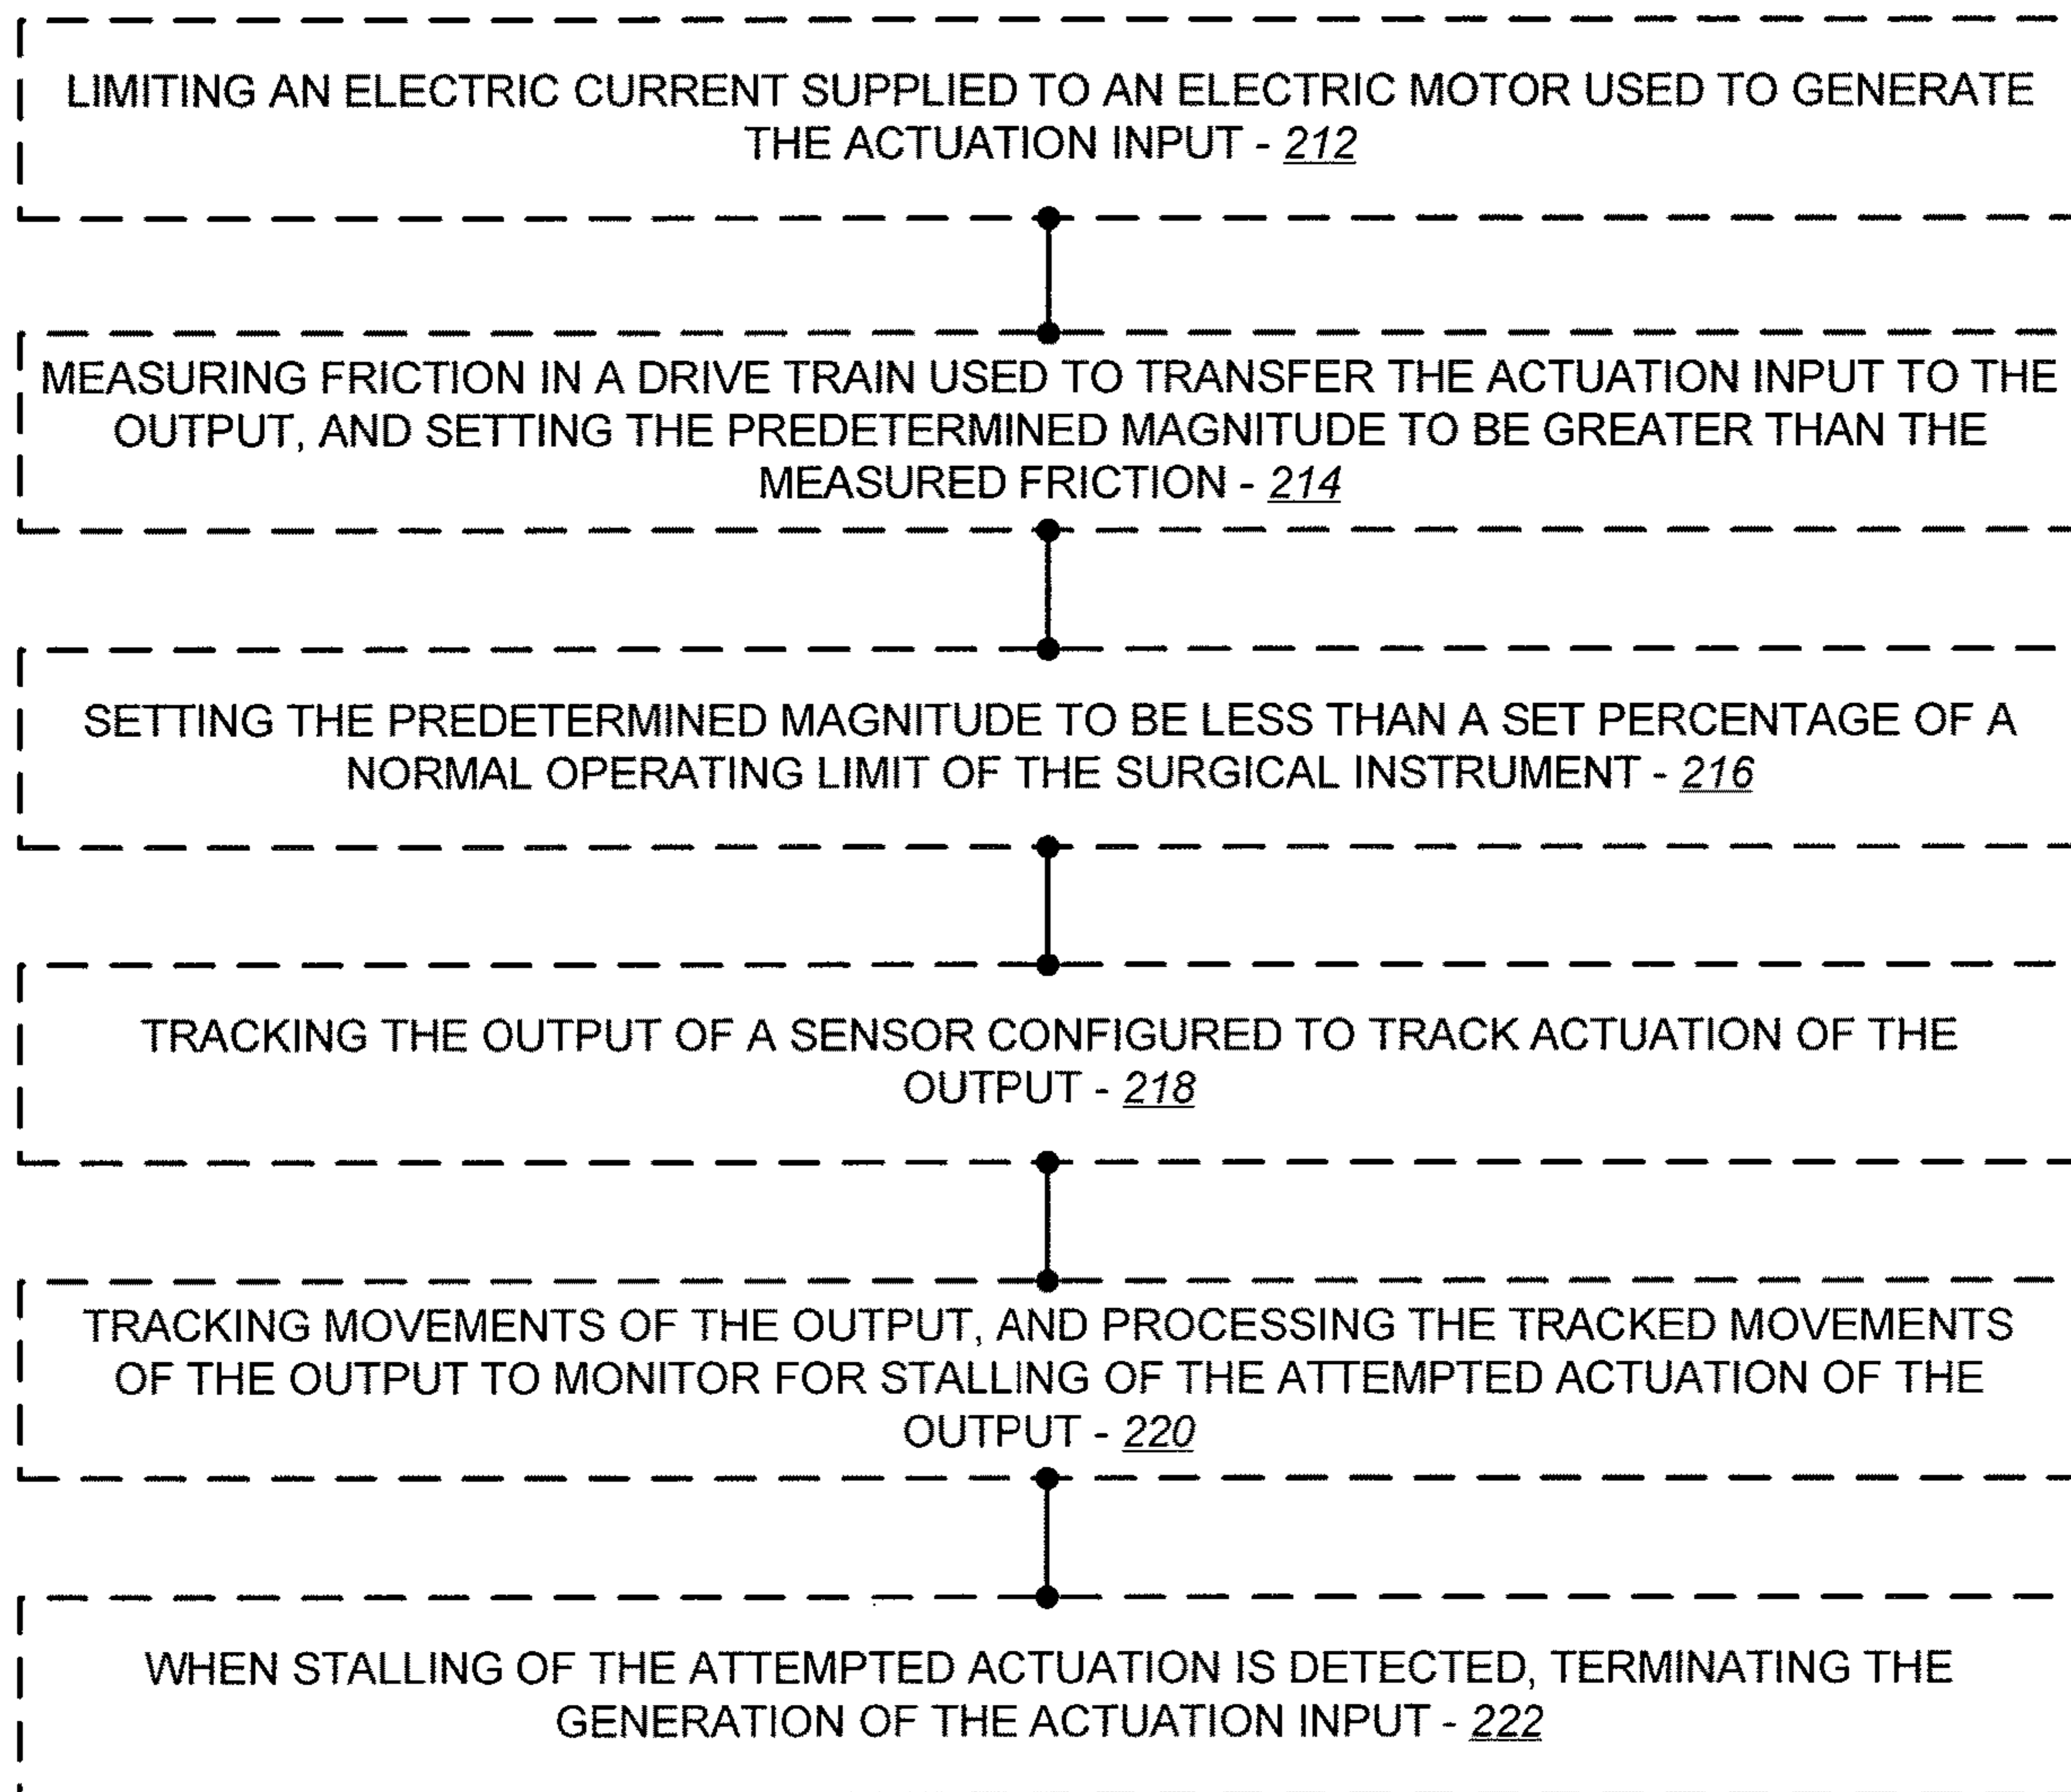 LIMITING AN ELECTRIC CURRENT SUPPLIED TO AN ELECTRIC MOTOR USED TO GENERATE
THE ACTUATION INPUT - 212
MEASURING FRICTION IN A DRIVE TRAIN USED TO TRANSFER THE ACTUATION INPUT TO THE
OUTPUT, AND SETTING THE PREDETERMINED MAGNITUDE TO BE GREATER THAN THE
MEASURED FRICTION - 214
SETTING THE PREDETERMINED MAGNITUDE TO BE LESS THAN A SET PERCENTAGE OF A
NORMAL OPERATING LIMIT OF THE SURGICAL INSTRUMENT - 216
TRACKING THE OUTPUT OF A SENSOR CONFIGURED TO TRACK ACTUATION OF THE
OUTPUT - 218
TRACKING MOVEMENTS OF THE OUTPUT, AND PROCESSING THE TRACKED MOVEMENTS
OF THE OUTPUT TO MONITOR FOR STALLING OF THE ATTEMPTED ACTUATION OF THE
OUTPUT - 220
WHEN STALLING OF THE ATTEMPTED ACTUATION IS DETECTED, TERMINATING THE
GENERATION OF THE ACTUATION INPUT - 222